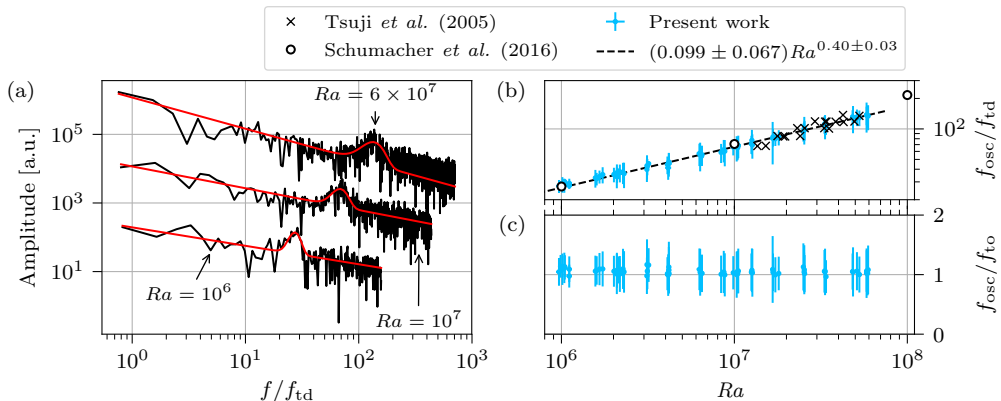 Tsuji et al. (2005)
Schumacher et al. (2016)
Present work
(0.099 ± 0.067)Ra^{0.40±0.03}
(a)
Ra = 6 × 10^7
10^5
10^3
10^1
Amplitude [a.u.]
Ra = 10^6
Ra = 10^7
10^0
10^1
10^2
10^3
f/f_td
(b)
10^2
f_osc/f_td
(c)
2
1
0
f_osc/f_to
10^6
10^7
10^8
Ra